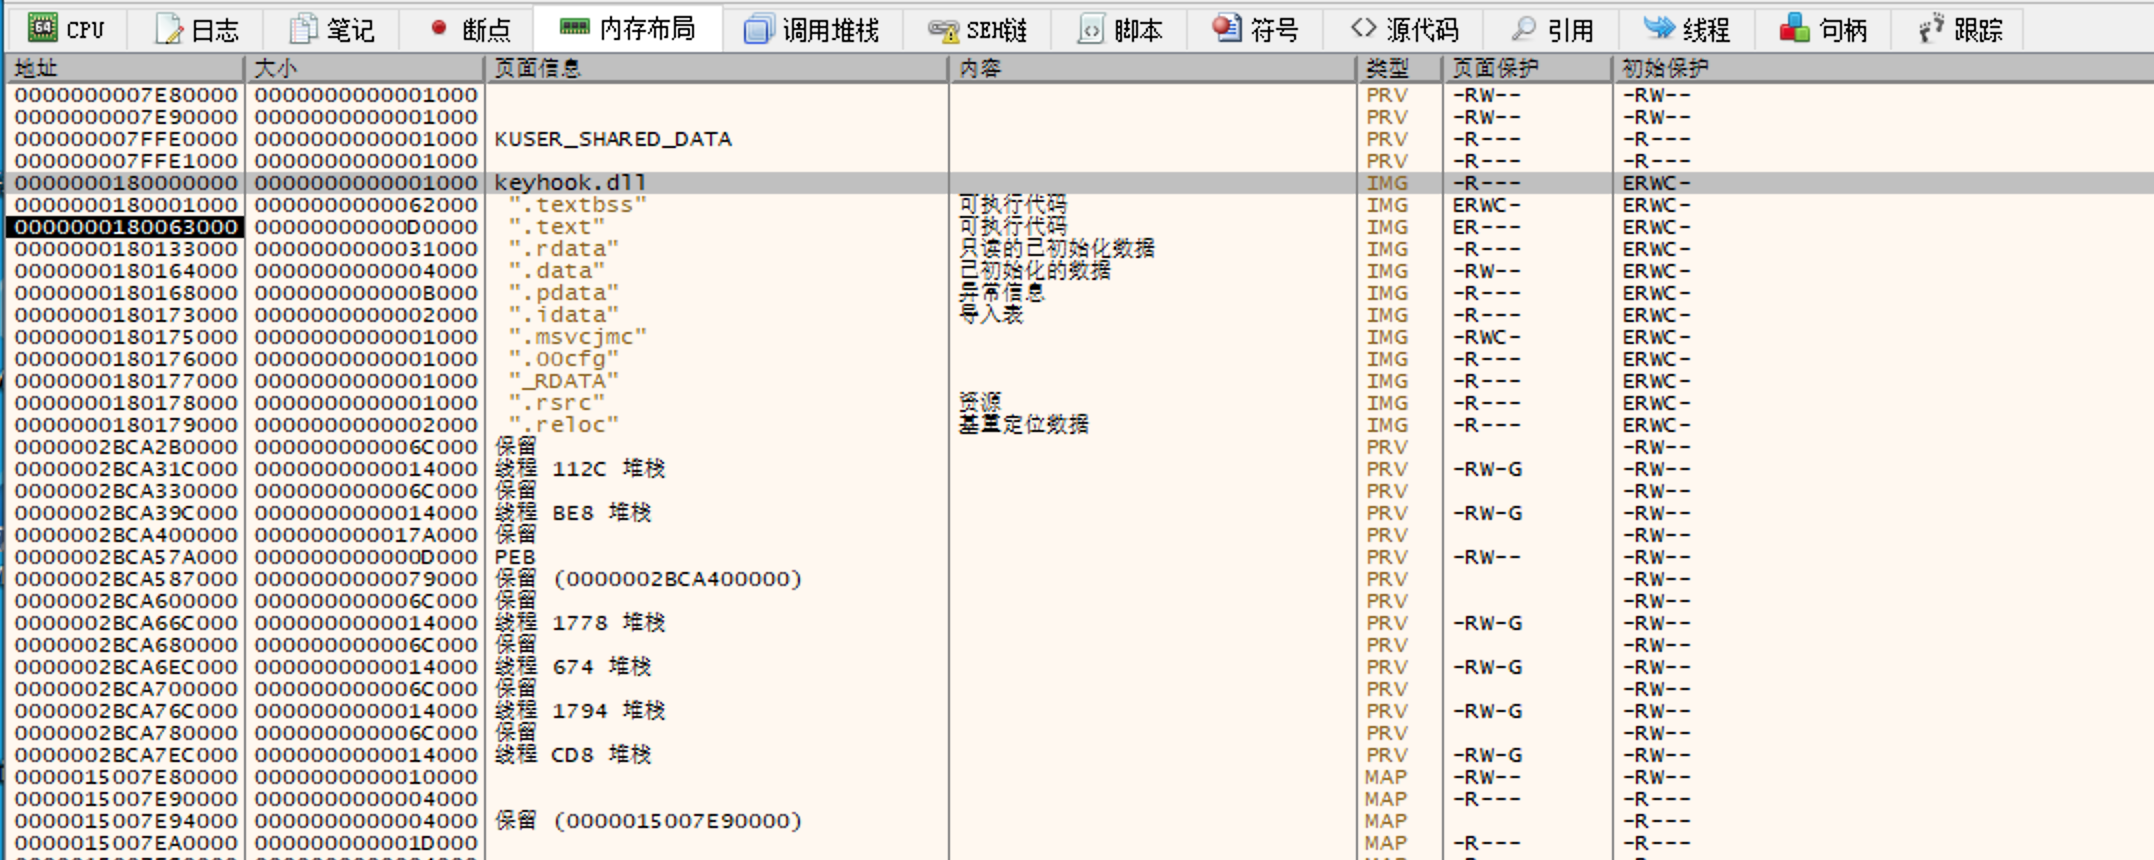 CPU 日志 笔记 断点 内存布局 调用堆栈 SEH链 脚本 符号 源代码 引用 线程 句柄 跟踪
地址 大小 页面信息 内容 类型 页面保护 初始保护
0000000007E80000 0000000000001000 PRV -RW-- -RW--
0000000007E90000 0000000000001000 PRV -RW-- -RW--
000000007FFE0000 0000000000001000 KUSER_SHARED_DATA PRV -R--- -R---
000000007FFE1000 0000000000001000 PRV -R--- -R---
0000000180000000 0000000000001000 keyhook.dll IMG -R--- ERWC-
0000000180001000 0000000000062000 ".textbss" 可执行代码 IMG ERWC- ERWC-
0000000180063000 00000000000D0000 ".text" 可执行代码 IMG ER--- ERWC-
0000000180133000 0000000000031000 ".rdata" 只读的已初始化数据 IMG -R--- ERWC-
0000000180164000 0000000000004000 ".data" 已初始化的数据 IMG -RW-- ERWC-
0000000180168000 000000000000B000 ".pdata" 异常信息 IMG -R--- ERWC-
0000000180173000 0000000000002000 ".idata" 导入表 IMG -R--- ERWC-
0000000180175000 0000000000001000 ".msvcjmc" IMG -RWC- ERWC-
0000000180176000 0000000000001000 ".00cfg" IMG -R--- ERWC-
0000000180177000 0000000000001000 "_RDATA" IMG -R--- ERWC-
0000000180178000 0000000000001000 ".rsrc" 资源 IMG -R--- ERWC-
0000000180179000 0000000000002000 ".reloc" 基重定位数据 IMG -R--- ERWC-
0000002BCA2B0000 000000000006C000 保留 PRV -RW--
0000002BCA31C000 0000000000014000 线程 112C 堆栈 PRV -RW-G -RW--
0000002BCA330000 000000000006C000 保留 PRV -RW--
0000002BCA39C000 0000000000014000 线程 BE8 堆栈 PRV -RW-G -RW--
0000002BCA400000 000000000017A000 保留 PRV -RW--
0000002BCA57A000 000000000000D000 PEB PRV -RW-- -RW--
0000002BCA587000 0000000000079000 保留 (0000002BCA400000) PRV -RW--
0000002BCA600000 000000000006C000 保留 PRV -RW--
0000002BCA66C000 0000000000014000 线程 1778 堆栈 PRV -RW-G -RW--
0000002BCA680000 000000000006C000 保留 PRV -RW--
0000002BCA6EC000 0000000000014000 线程 674 堆栈 PRV -RW-G -RW--
0000002BCA700000 000000000006C000 保留 PRV -RW--
0000002BCA76C000 0000000000014000 线程 1794 堆栈 PRV -RW-G -RW--
0000002BCA780000 000000000006C000 保留 PRV -RW--
0000002BCA7EC000 0000000000014000 线程 CD8 堆栈 PRV -RW-G -RW--
0000015007E80000 0000000000010000 MAP -RW-- -RW--
0000015007E90000 0000000000004000 MAP -R--- -R---
0000015007E94000 0000000000004000 保留 (0000015007E90000) MAP -R---
0000015007EA0000 000000000001D000 MAP -R--- -R---